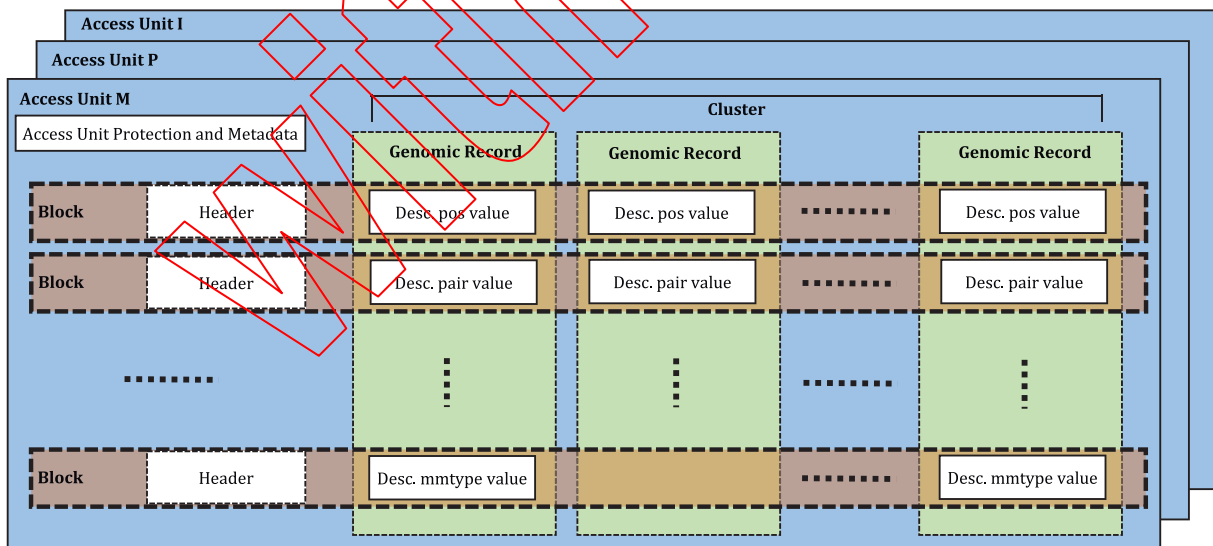 Access Unit I
Access Unit P
Access Unit M
Cluster
Access Unit Protection and Metadata
Genomic Record Genomic Record Genomic Record
Block Header Desc. pos value Desc. pos value Desc. pos value
Block Header Desc. pair value Desc. pair value Desc. pair value
Block Header Desc. mmtype value Desc. mmtype value